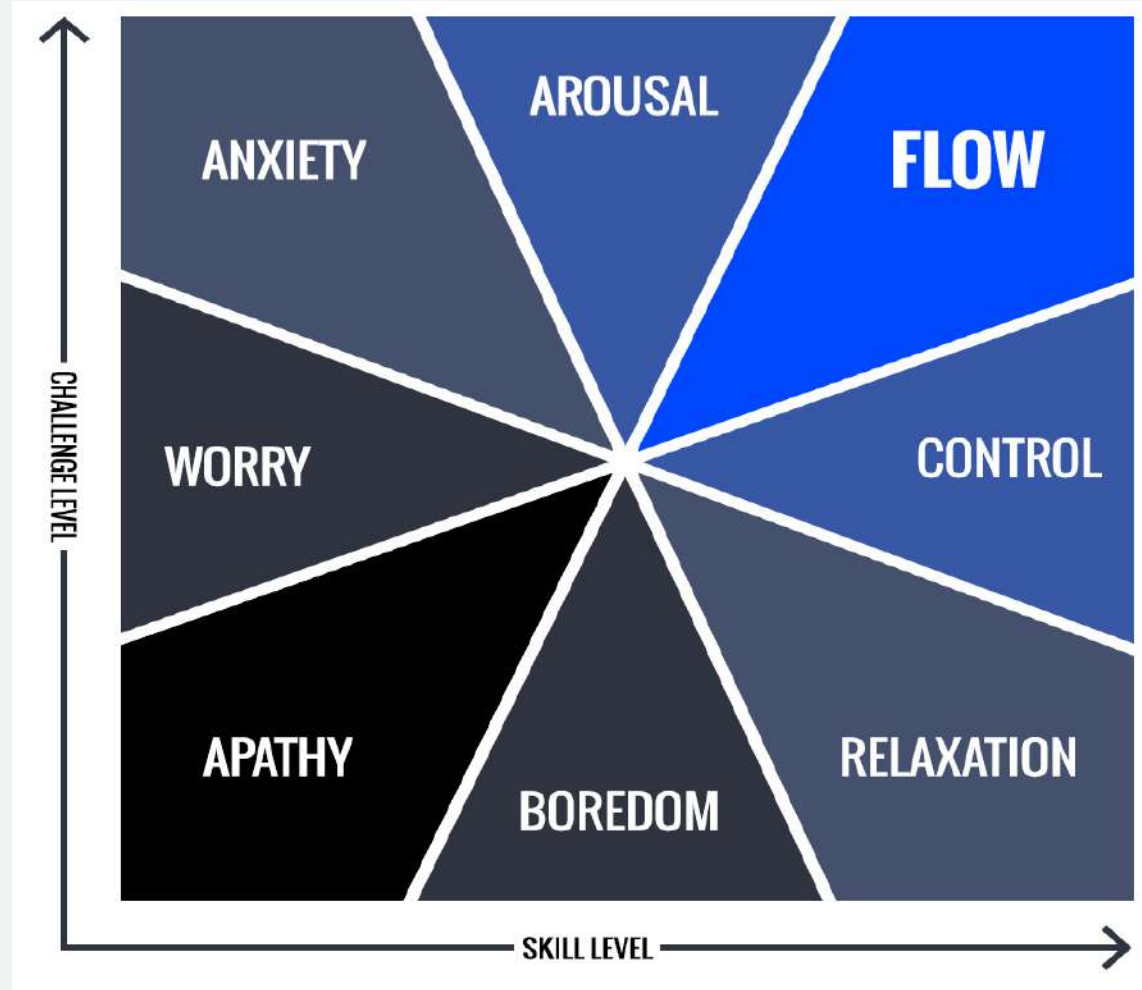 AROUSAL
ANXIETY
FLOW
CHALLENGE LEVEL
WORRY
CONTROL
APATHY
RELAXATION
BOREDOM
SKILL LEVEL